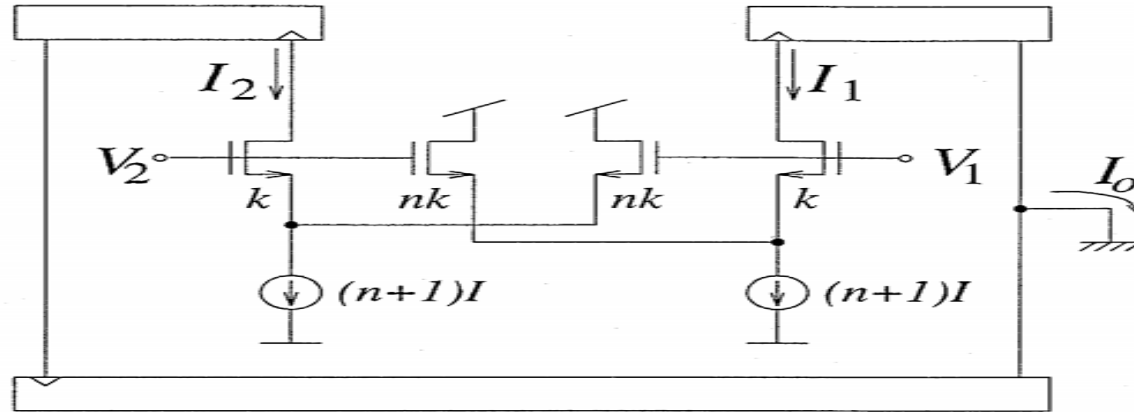 I2 I1
V2 V1
k nk nk k
Io
(n+1)I (n+1)I